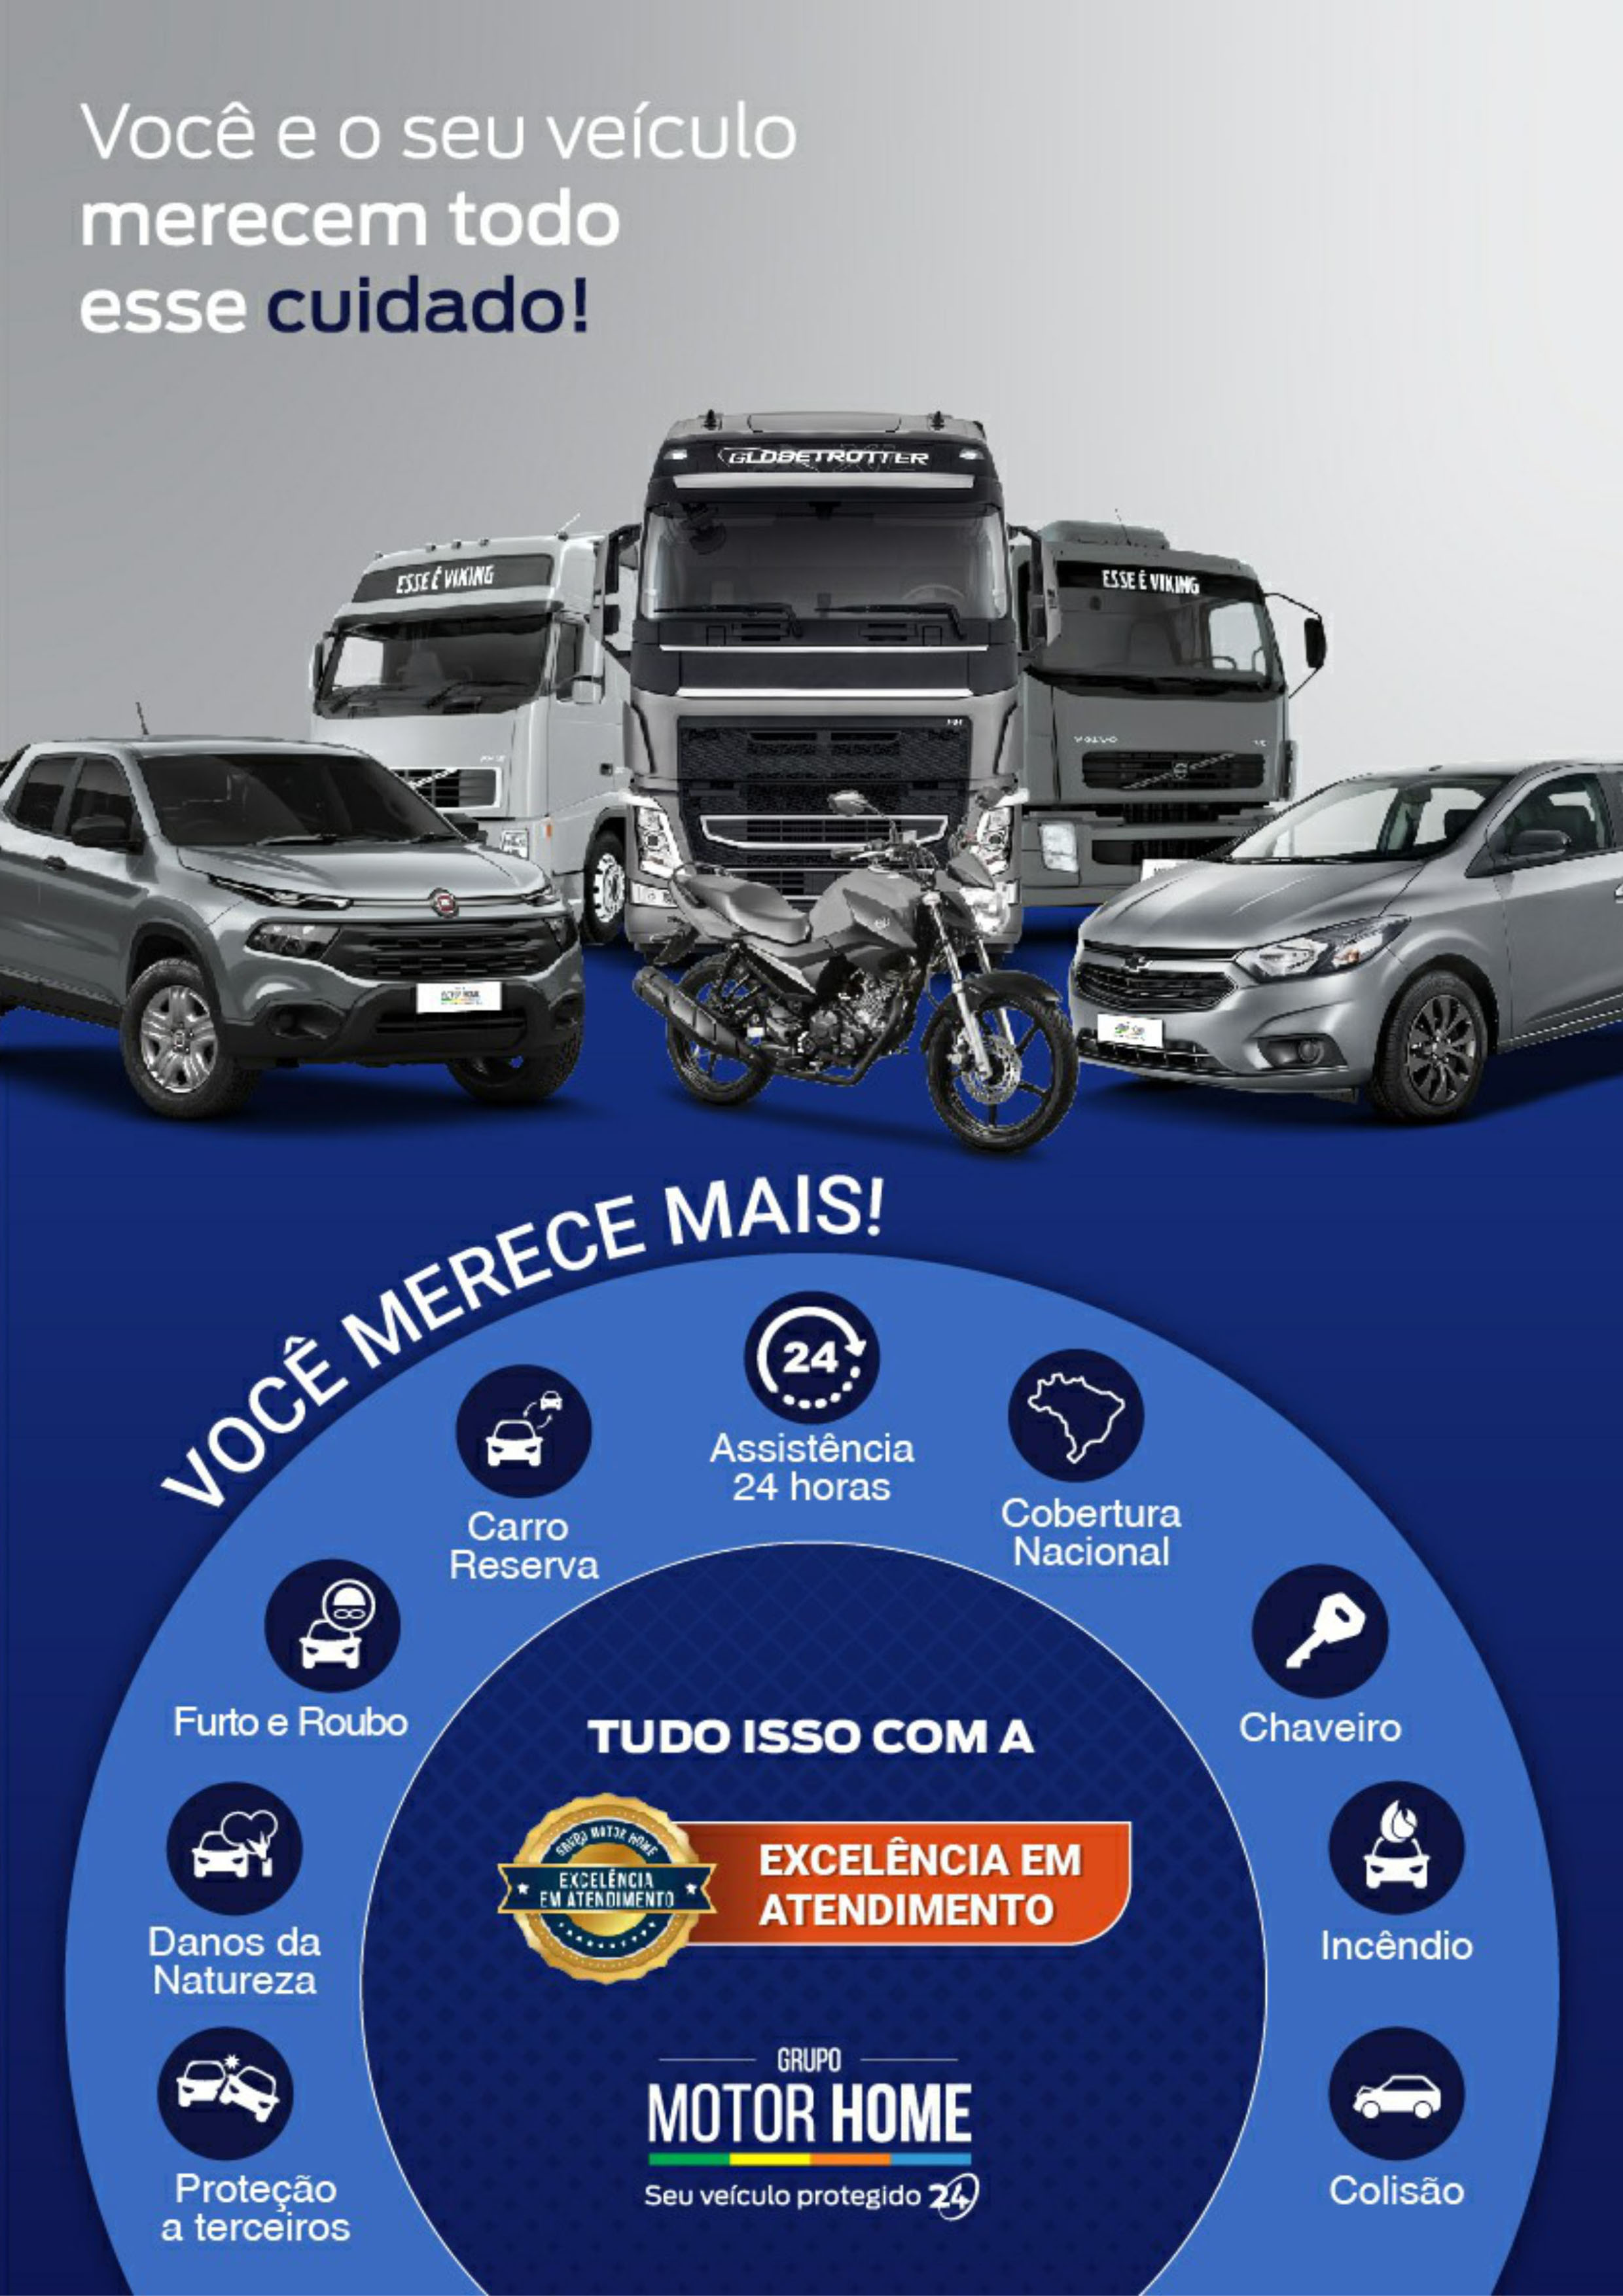 Você e o seu veículo
merecem todo
esse cuidado!
GLOBETROTTER
ESSE É VIKING
ESSE É VIKING
VOLVO
VOCÊ MERECE MAIS!
24
Assistência
24 horas
Carro
Reserva
Cobertura
Nacional
Furto e Roubo
Chaveiro
Danos da
Natureza
Incêndio
Proteção
a terceiros
Colisão
TUDO ISSO COM A
GRUPO MOTOR HOME
EXCELÊNCIA
EM ATENDIMENTO
EXCELÊNCIA EM
ATENDIMENTO
GRUPO
MOTOR HOME
Seu veículo protegido 24